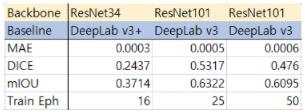 Backbone ResNet34 ResNet101 ResNet101
Baseline DeepLab v3+ DeepLab v3 DeepLab v3
MAE 0.0003 0.0005 0.0006
DICE 0.2437 0.5317 0.476
mIOU 0.3714 0.6322 0.6095
Train Eph 16 25 50